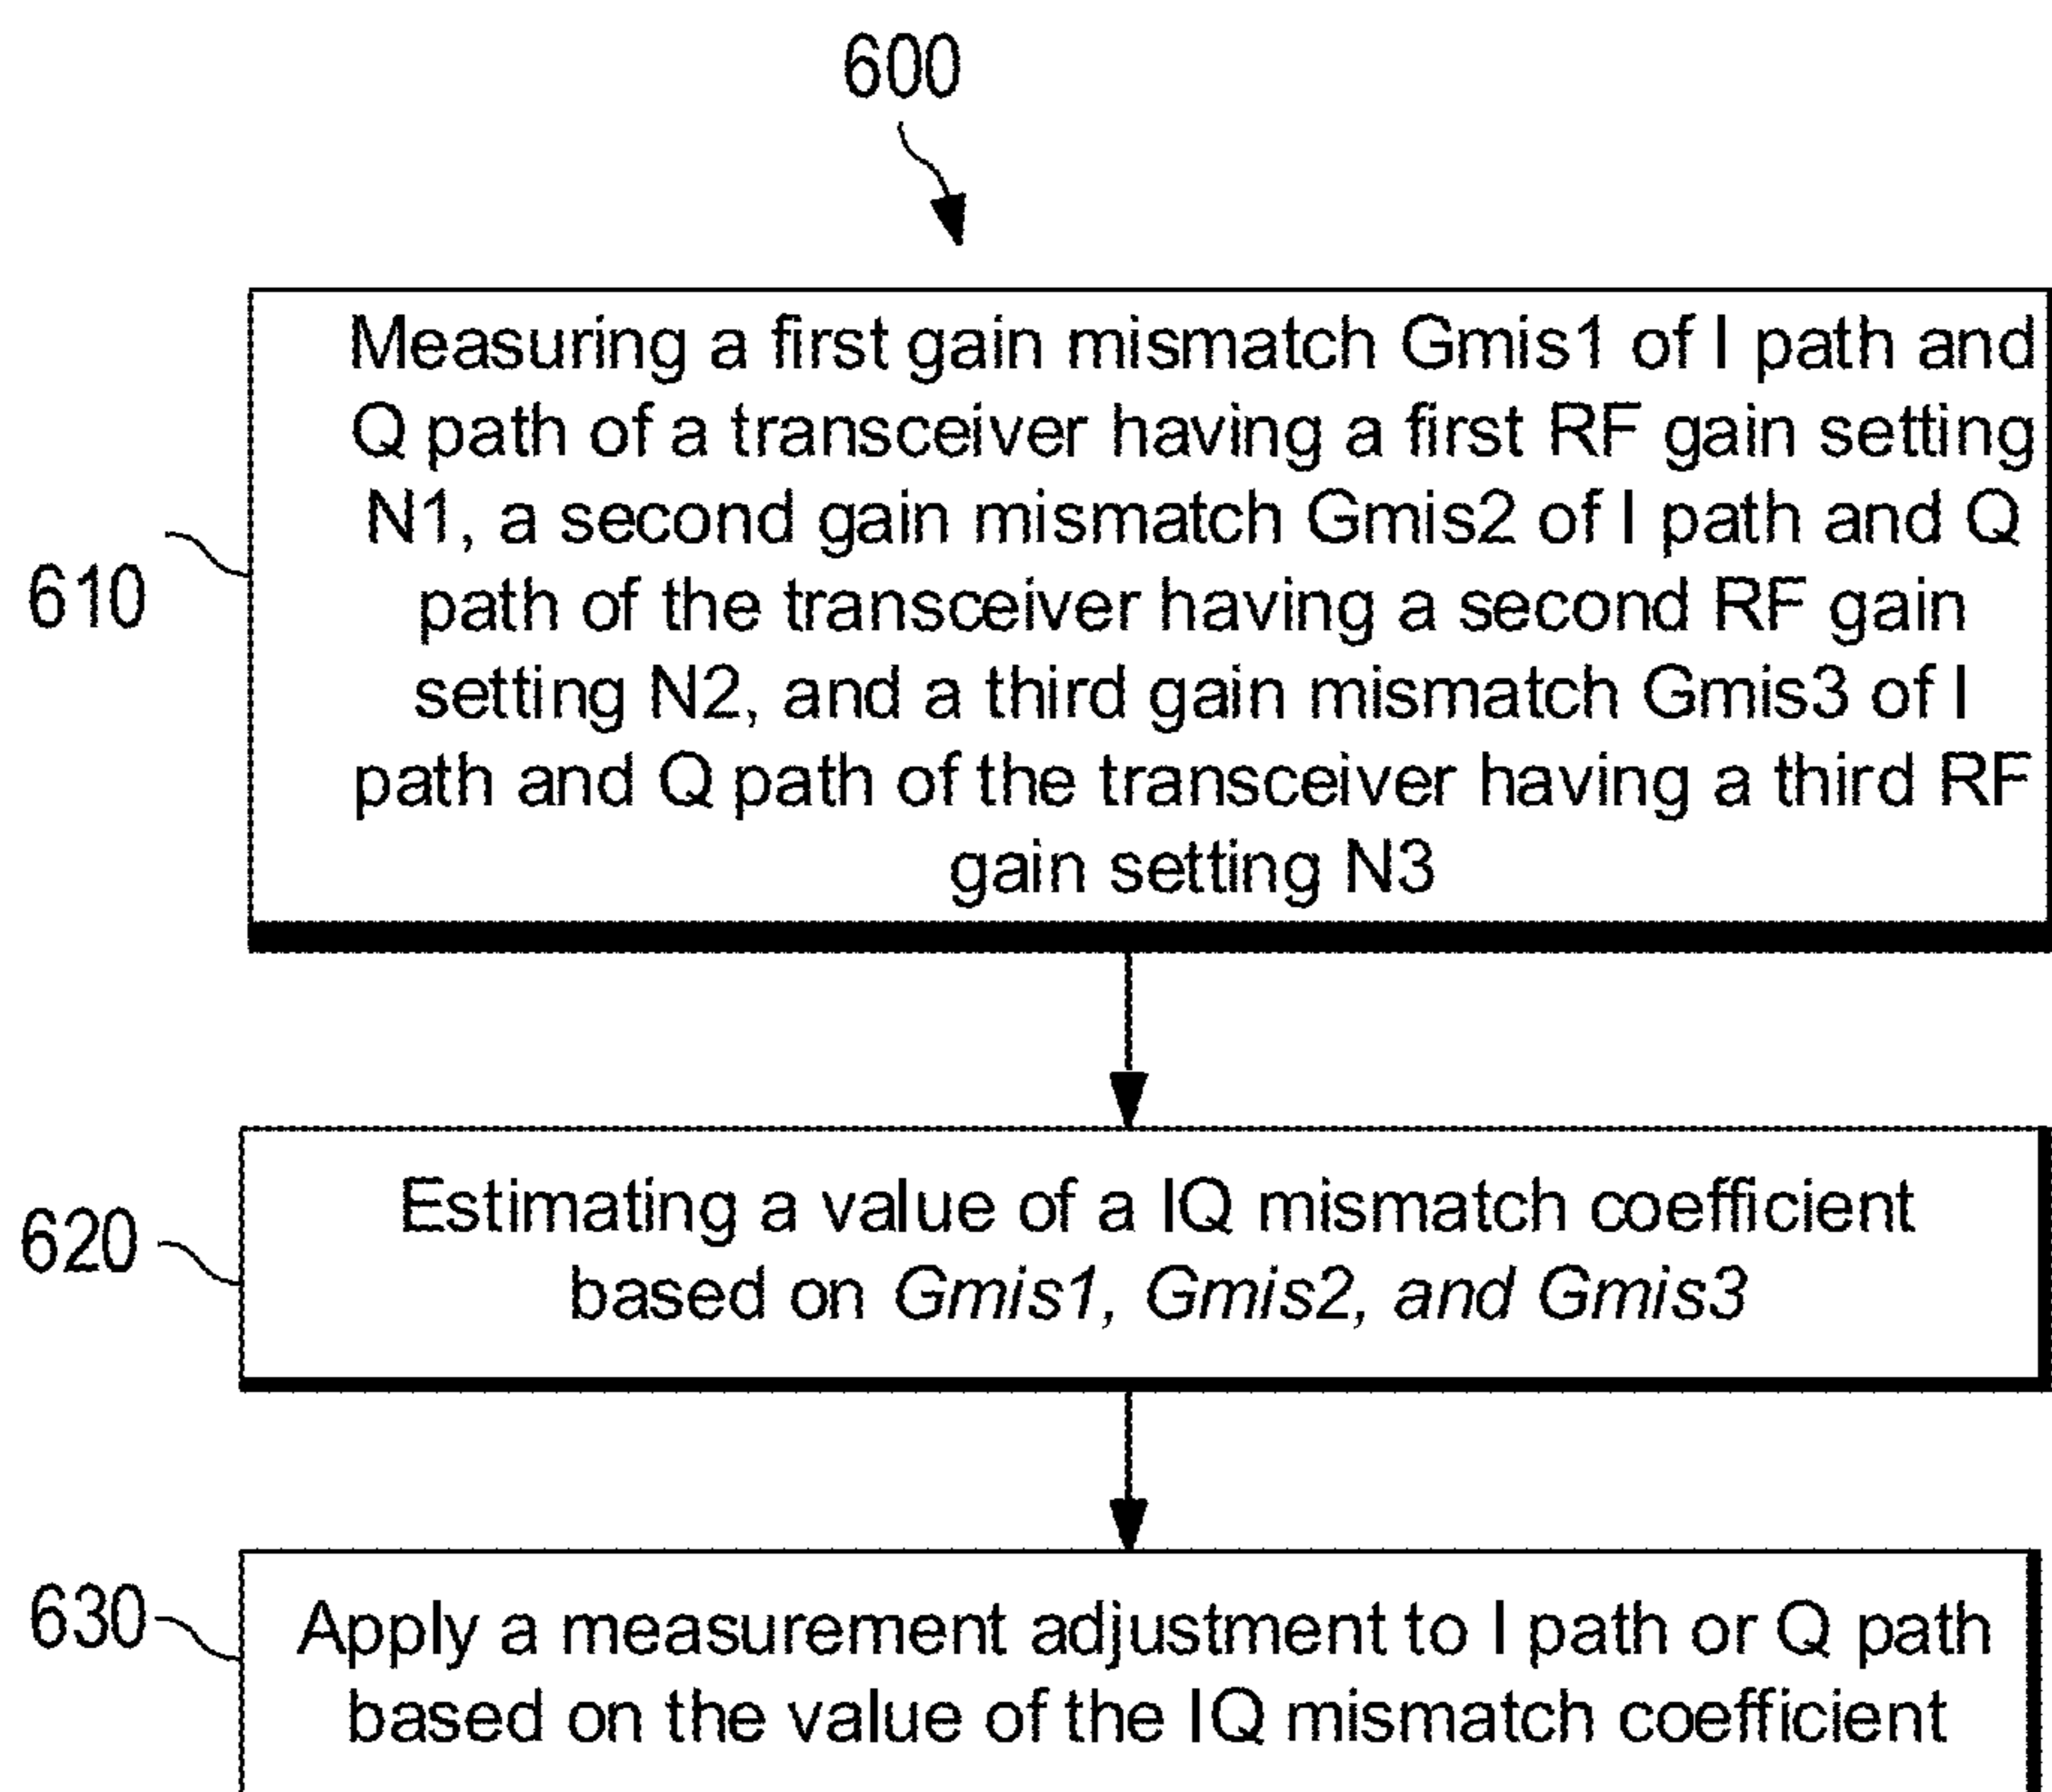 600
Measuring a first gain mismatch Gmis1 of I path and
Q path of a transceiver having a first RF gain setting
N1, a second gain mismatch Gmis2 of I path and Q
path of the transceiver having a second RF gain
setting N2, and a third gain mismatch Gmis3 of I
path and Q path of the transceiver having a third RF
gain setting N3
610
Estimating a value of a IQ mismatch coefficient
based on Gmis1, Gmis2, and Gmis3
620
Apply a measurement adjustment to I path or Q path
based on the value of the IQ mismatch coefficient
630